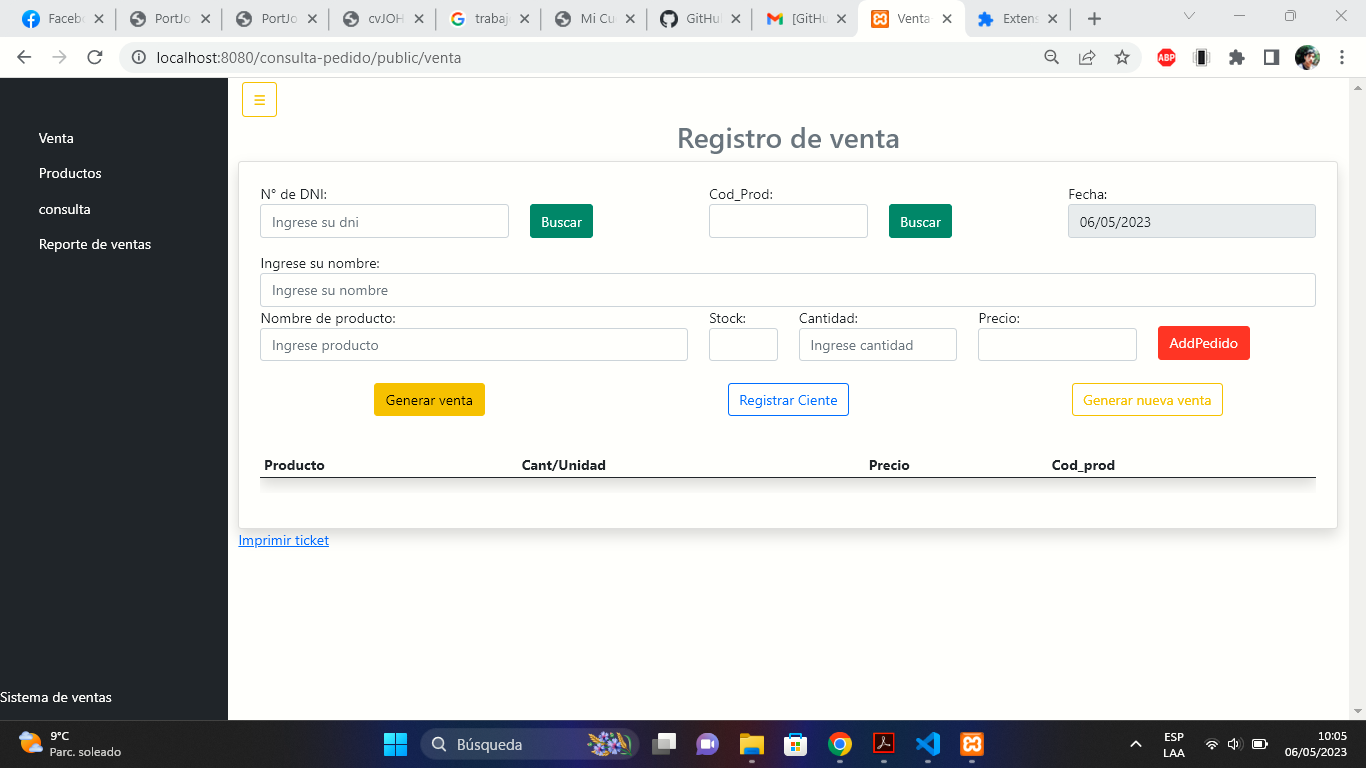 Faceb
PortJo
PortJo
cvJOH
trabaj
Mi Cu
GitHu
[GitHu
Venta
Extens
localhost:8080/consulta-pedido/public/venta
ABP
Venta
Productos
consulta
Reporte de ventas
Sistema de ventas
Registro de venta
N° de DNI:
Cod_Prod:
Fecha:
Ingrese su dni
Buscar
Buscar
06/05/2023
Ingrese su nombre:
Ingrese su nombre
Nombre de producto:
Stock:
Cantidad:
Precio:
Ingrese producto
Ingrese cantidad
AddPedido
Generar venta
Registrar Ciente
Generar nueva venta
Producto
Cant/Unidad
Precio
Cod_prod
Imprimir ticket
9°C
Parc. soleado
Búsqueda
ESP
LAA
10:05
06/05/2023